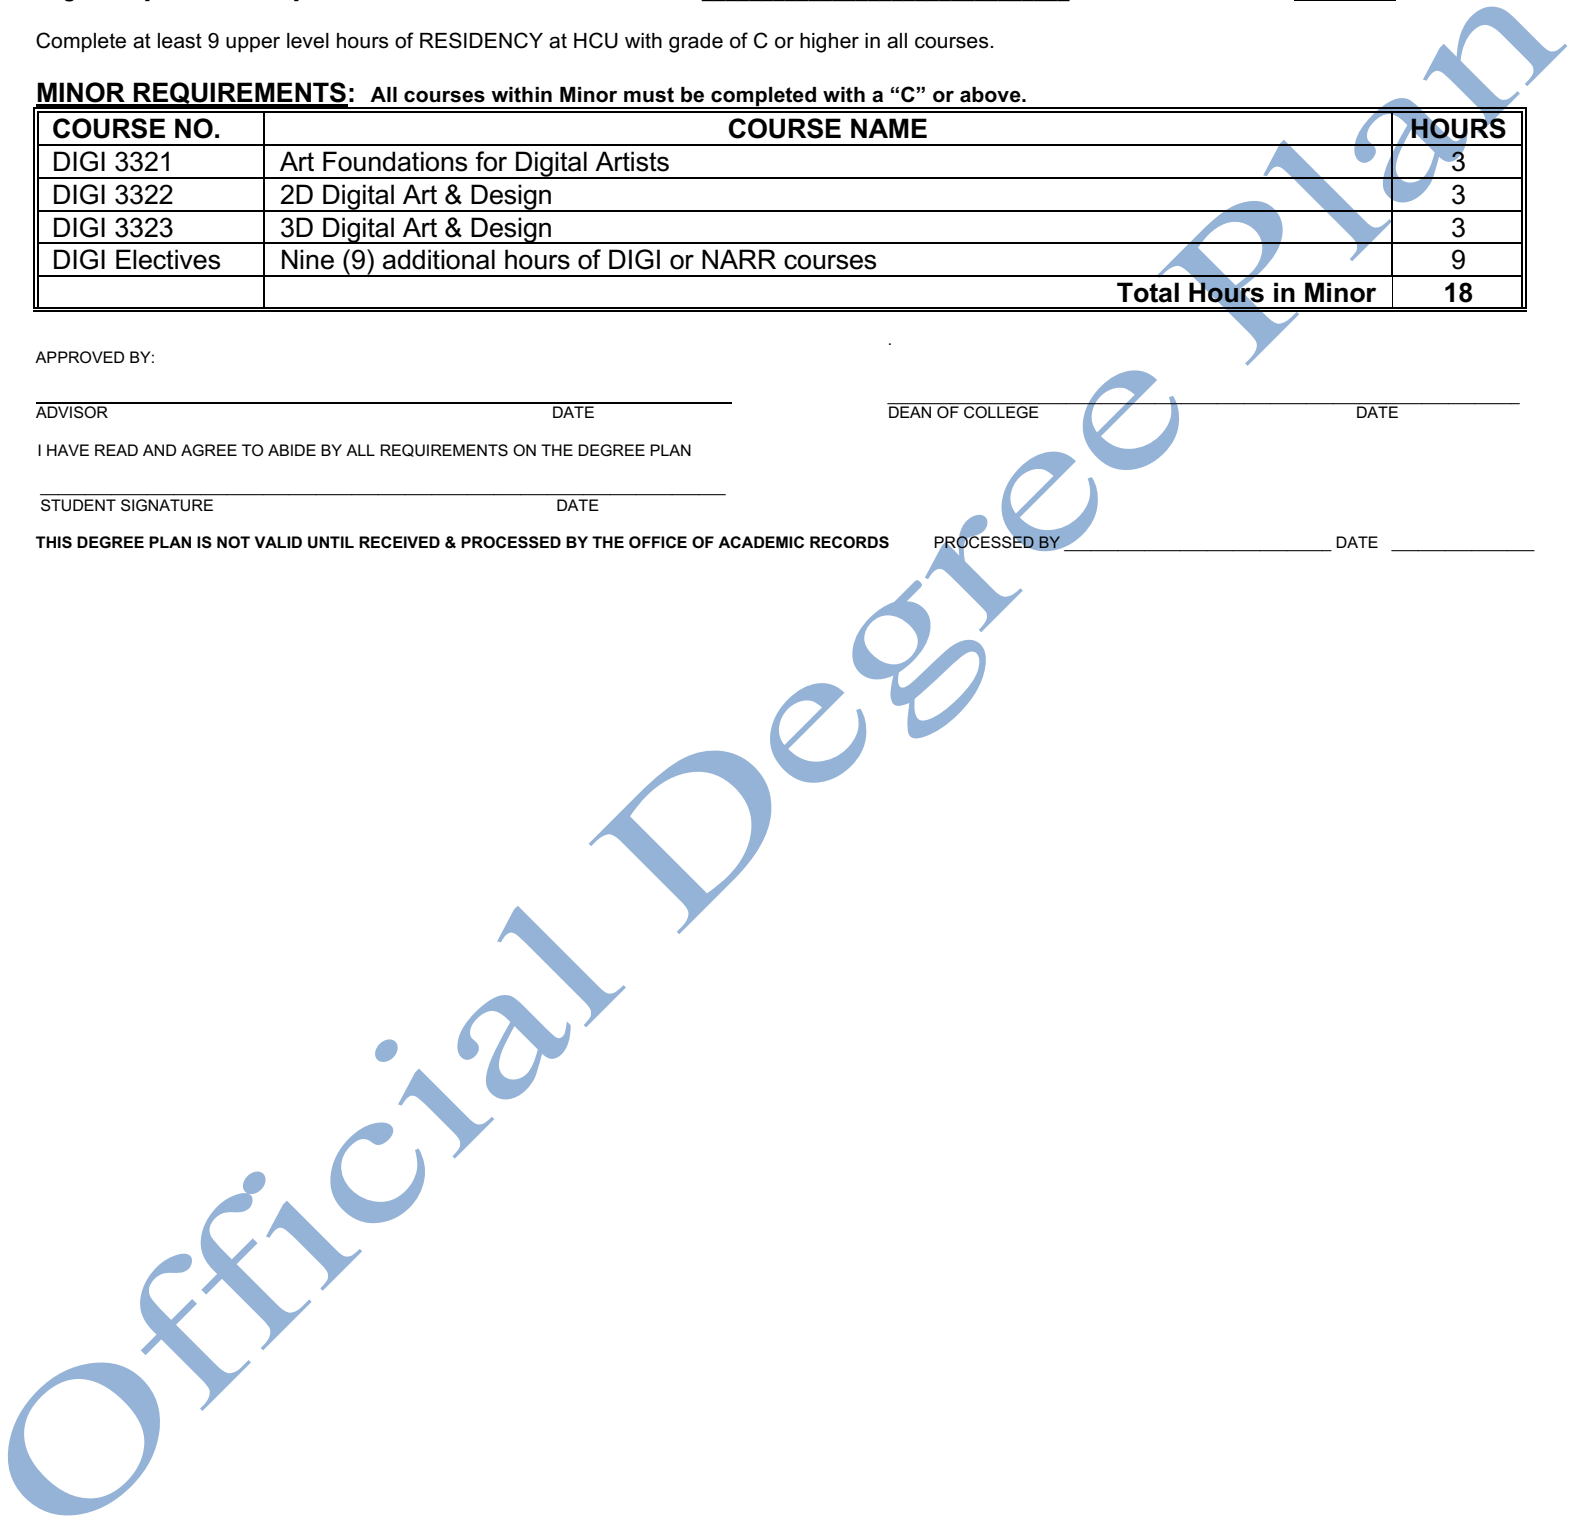 Complete at least 9 upper level hours of RESIDENCY at HCU with grade of C or higher in all courses.
MINOR REQUIREMENTS: All courses within Minor must be completed with a “C” or above.
COURSE NO. COURSE NAME HOURS
DIGI 3321 Art Foundations for Digital Artists 3
DIGI 3322 2D Digital Art & Design 3
DIGI 3323 3D Digital Art & Design 3
DIGI Electives Nine (9) additional hours of DIGI or NARR courses 9
Total Hours in Minor 18
.
APPROVED BY:
ADVISOR DATE DEAN OF COLLEGE DATE
I HAVE READ AND AGREE TO ABIDE BY ALL REQUIREMENTS ON THE DEGREE PLAN
STUDENT SIGNATURE DATE
THIS DEGREE PLAN IS NOT VALID UNTIL RECEIVED & PROCESSED BY THE OFFICE OF ACADEMIC RECORDS PROCESSED BY ______________________________ DATE ________________
Official Degree Plan